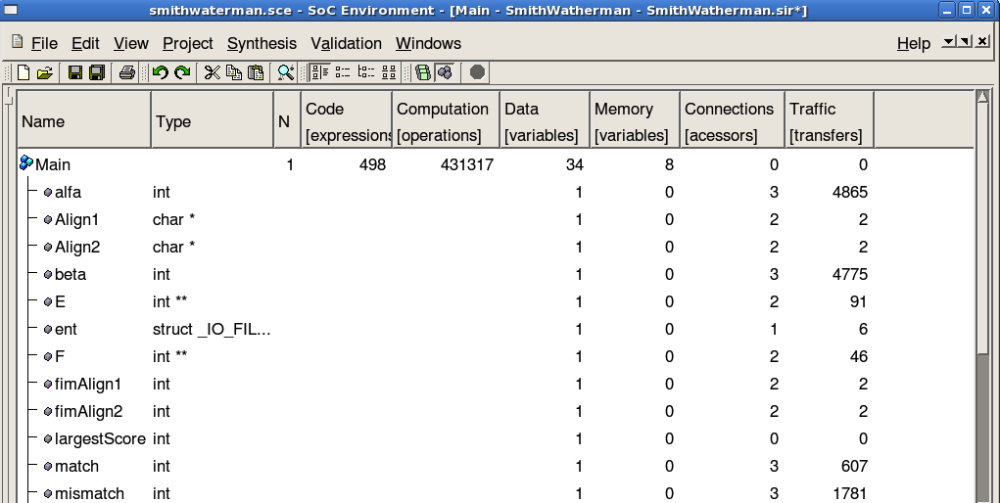 smithwaterman.sce - SoC Environment - [Main - SmithWatherman - SmithWatherman.sir*]
File Edit View Project Synthesis Validation Windows Help
Name Type N Code [expressions Computation [operations] Data [variables] Memory [variables] Connections [acessors] Traffic [transfers]
Main 1 498 431317 34 8 0 0
alfa int 1 0 3 4865
Align1 char * 1 0 2 2
Align2 char * 1 0 2 2
beta int 1 0 3 4775
E int ** 1 0 2 91
ent struct _IO_FIL... 1 0 1 6
F int ** 1 0 2 46
fimAlign1 int 1 0 2 2
fimAlign2 int 1 0 2 2
largestScore int 1 0 0 0
match int 1 0 3 607
mismatch int 1 0 3 1781